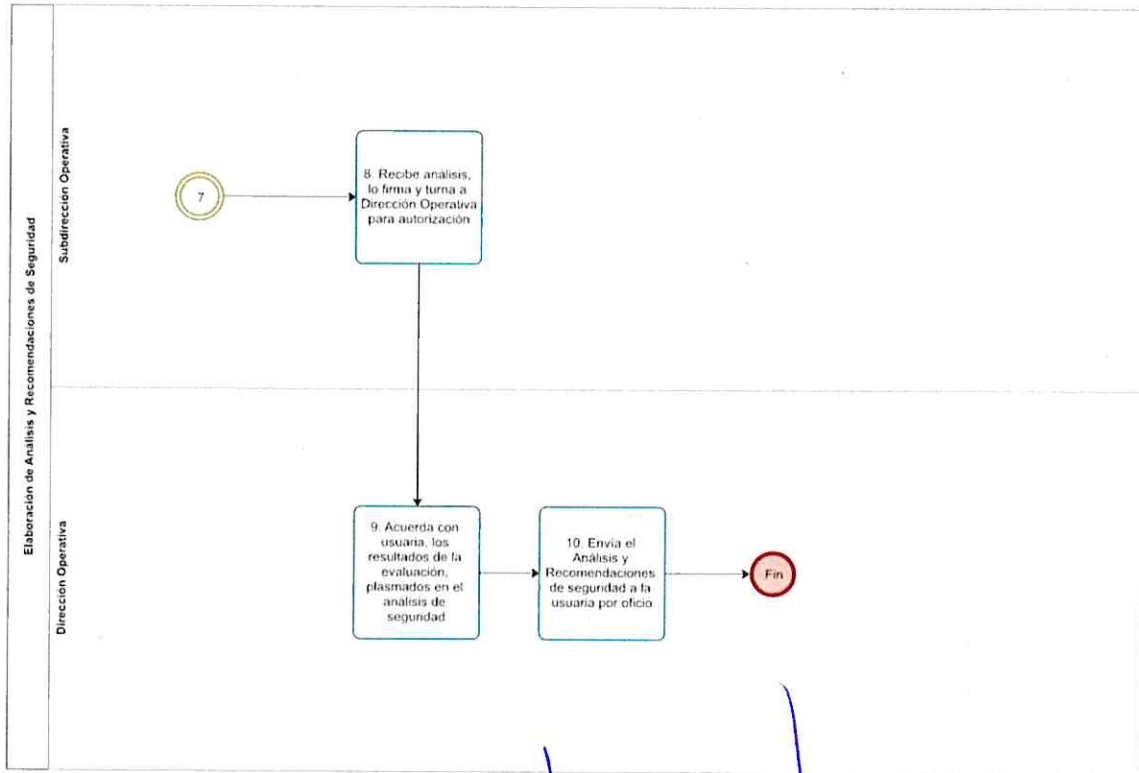 Elaboración de Análisis y Recomendaciones de Seguridad
Subdirección Operativa
7
8. Recibe análisis,
lo firma y turna a
Dirección Operativa
para autorización
Dirección Operativa
9. Acuerda con
usuaria, los
resultados de la
evaluación,
plasmados en el
análisis de
seguridad
10. Envía el
Análisis y
Recomendaciones
de seguridad a la
usuaria por oficio
Fin